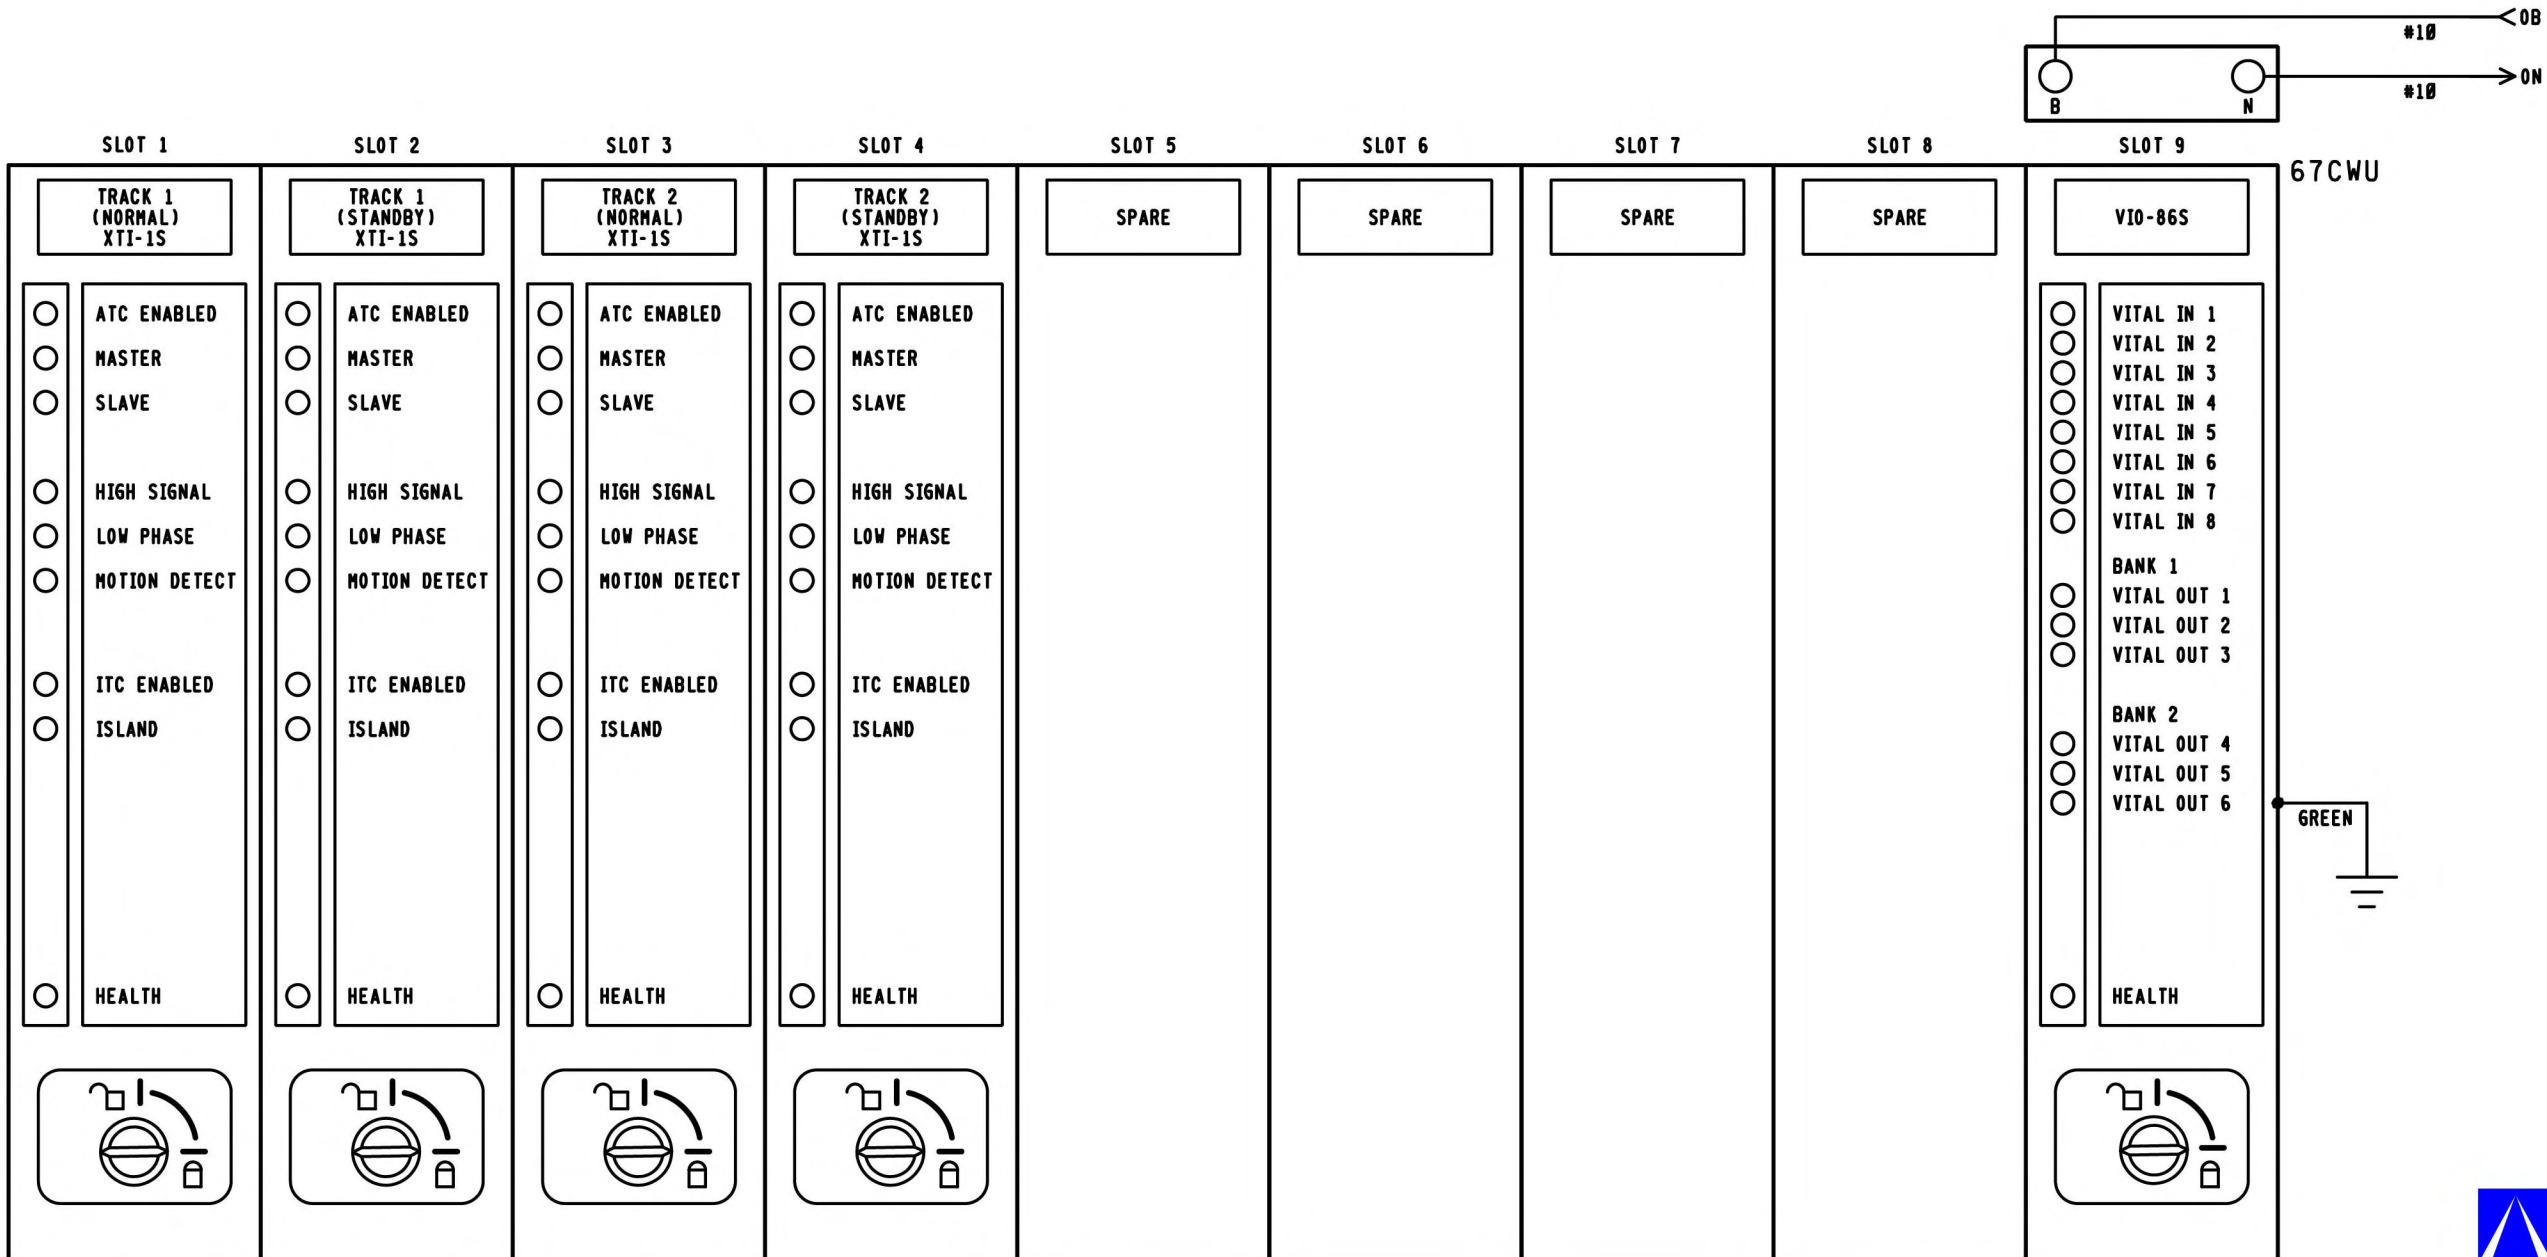 OB
#10
ON
#10
B
N
SLOT 1
SLOT 2
SLOT 3
SLOT 4
SLOT 5
SLOT 6
SLOT 7
SLOT 8
SLOT 9
67CWU
TRACK 1
(NORMAL)
XTI-1S
TRACK 1
(STANDBY)
XTI-1S
TRACK 2
(NORMAL)
XTI-1S
TRACK 2
(STANDBY)
XTI-1S
SPARE
SPARE
SPARE
SPARE
VIO-86S
ATC ENABLED
MASTER
SLAVE
HIGH SIGNAL
LOW PHASE
MOTION DETECT
ITC ENABLED
ISLAND
HEALTH
ATC ENABLED
MASTER
SLAVE
HIGH SIGNAL
LOW PHASE
MOTION DETECT
ITC ENABLED
ISLAND
HEALTH
ATC ENABLED
MASTER
SLAVE
HIGH SIGNAL
LOW PHASE
MOTION DETECT
ITC ENABLED
ISLAND
HEALTH
ATC ENABLED
MASTER
SLAVE
HIGH SIGNAL
LOW PHASE
MOTION DETECT
ITC ENABLED
ISLAND
HEALTH
VITAL IN 1
VITAL IN 2
VITAL IN 3
VITAL IN 4
VITAL IN 5
VITAL IN 6
VITAL IN 7
VITAL IN 8
BANK 1
VITAL OUT 1
VITAL OUT 2
VITAL OUT 3
BANK 2
VITAL OUT 4
VITAL OUT 5
VITAL OUT 6
HEALTH
GREEN